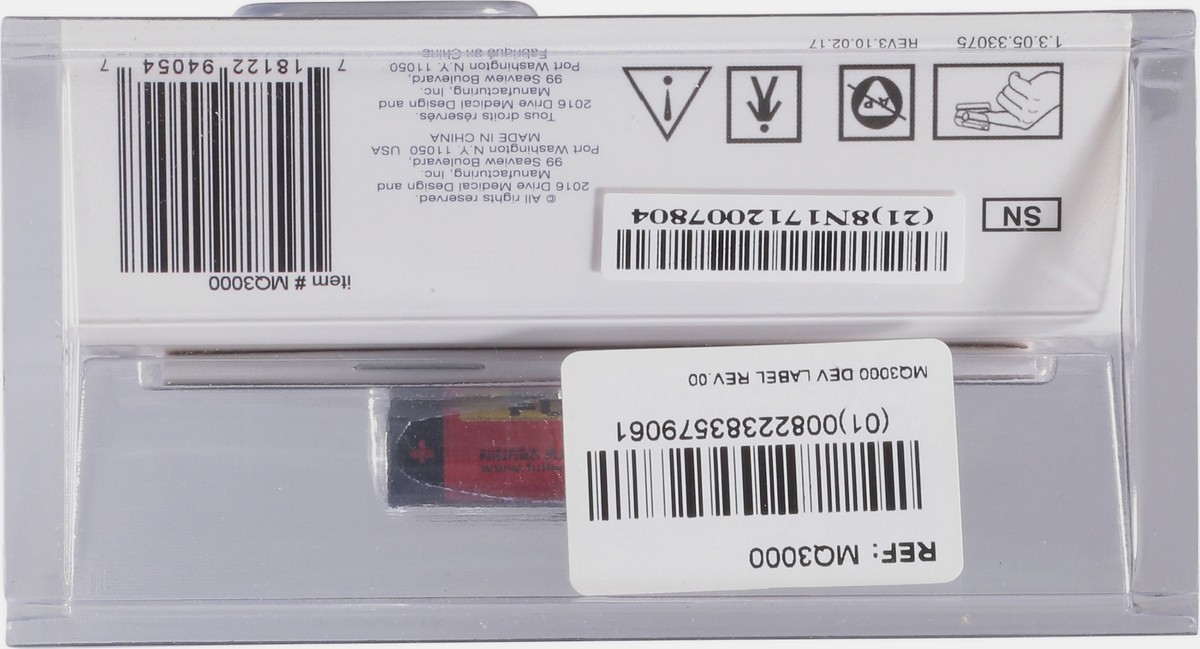 REF: MQ3000
(01)00822383579061
MQ3000 DEV LABEL REV.00
item # MQ3000
7 18122 94054 7
SN
(21)8N1712007804
© All rights reserved.
2016 Drive Medical Design and
Manufacturing, Inc.
99 Seaview Boulevard,
Port Washington N.Y. 11050 USA
MADE IN CHINA
Tous droits réservés.
2016 Drive Medical Design and
Manufacturing, Inc.
99 Seaview Boulevard,
Port Washington N.Y. 11050
Fabriqué en Chine
AP
1.3.05.33075
REV3.10.02.17